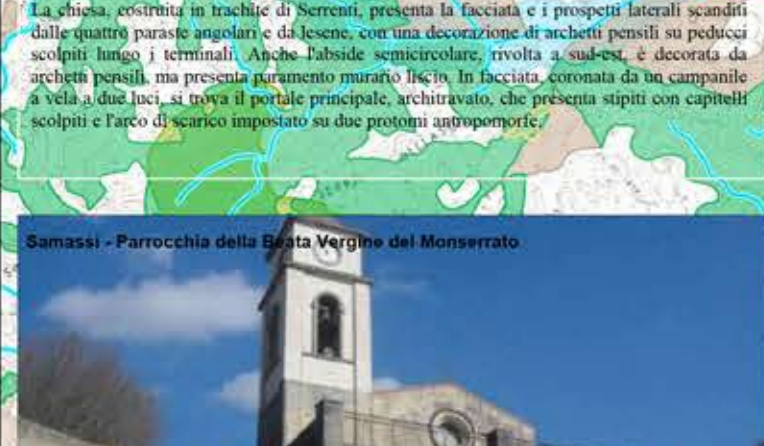 La chiesa, costruita in trachite di Serrenti, presenta la facciata e i prospetti laterali scanditi
dalle quattro paraste angolari e da lesene, con una decorazione di archetti pensili su peducci
scolpiti lungo i terminali. Anche l'abside semicircolare, rivolta a sud-est, è decorata da
archetti pensili, ma presenta paramento murario liscio. In facciata, coronata da un campanile
a vela a due luci, si trova il portale principale, architravato, che presenta stipiti con capitelli
scolpiti e l'arco di scarico impostato su due protomi antropomorfe.
Samassi - Parrocchia della Beata Vergine del Monserrato